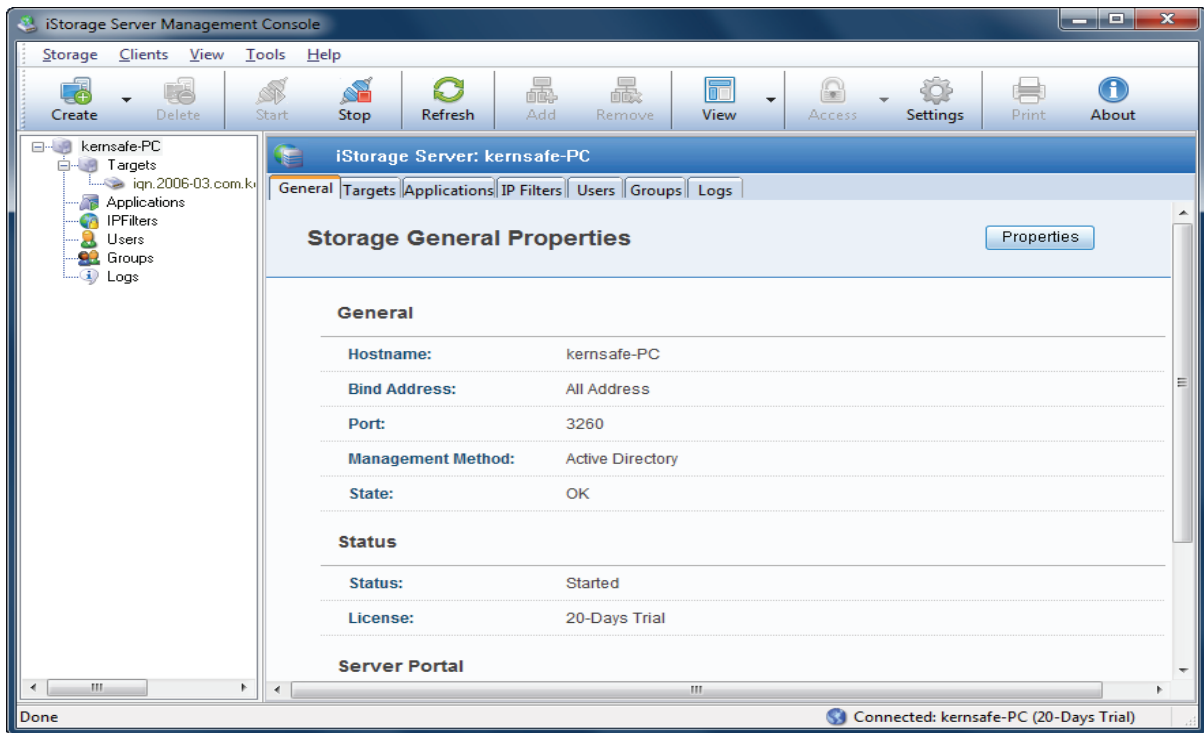 iStorage Server Management Console
Storage Clients View Tools Help
Create Delete Start Stop Refresh Add Remove View Access Settings Print About
kernsafe-PC
Targets
iqn.2006-03.com.k
Applications
IPFilters
Users
Groups
Logs
iStorage Server: kernsafe-PC
General Targets Applications IP Filters Users Groups Logs
Storage General Properties
Properties
General
Hostname: kernsafe-PC
Bind Address: All Address
Port: 3260
Management Method: Active Directory
State: OK
Status
Status: Started
License: 20-Days Trial
Server Portal
Done
Connected: kernsafe-PC (20-Days Trial)